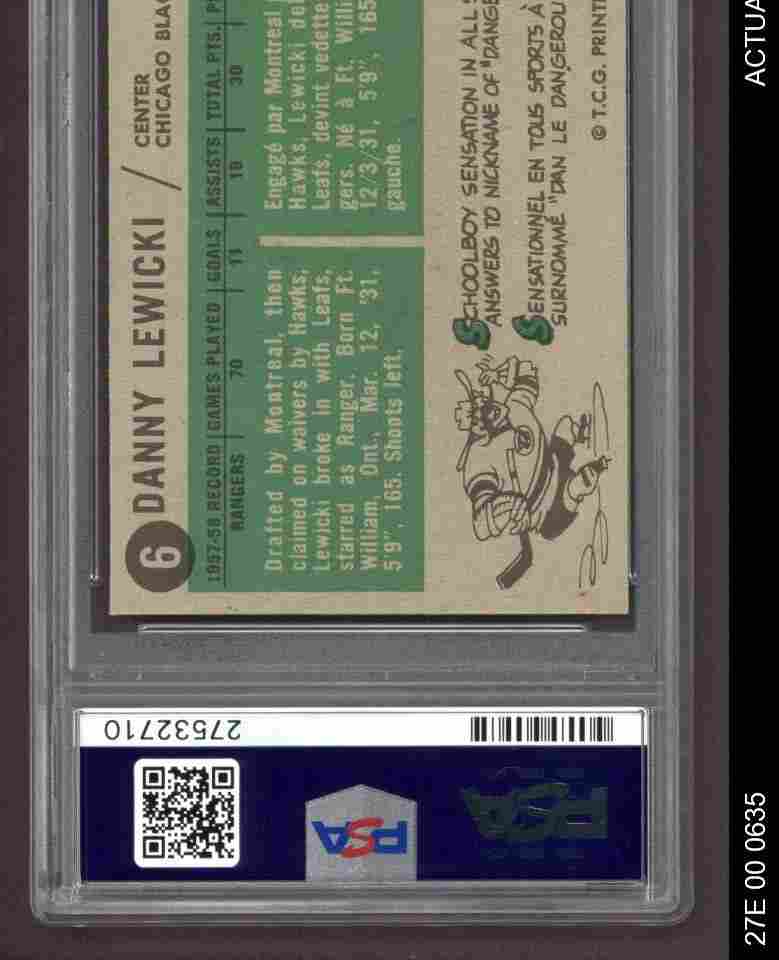 6 DANNY LEWICKI / CENTER
CHICAGO BLAC
1957-58 RECORD GAMES PLAYED GOALS ASSISTS TOTAL PTS. P
RANGERS 70 11 19 30
Drafted by Montreal, then
claimed on waivers by Hawks,
Lewicki broke in with Leafs,
starred as Ranger. Born Ft.
William, Ont., Mar. 12, '31,
5'9", 165. Shoots left.
Engagé par Montreal
Hawks, Lewicki dé
Leafs, devint vedette
gers. Né à Ft. Willi
12/3/31, 5'9", 165
gauche.
SCHOOLBOY SENSATION IN ALL S
ANSWERS TO NICKNAME OF "DANGE
SENSATIONNEL EN TOUS SPORTS À
SURNOMMÉ "DAN LE DANGEROU
© T.C.G. PRINT
27532710
PSA
PSA
27E 00 0635
ACTUA